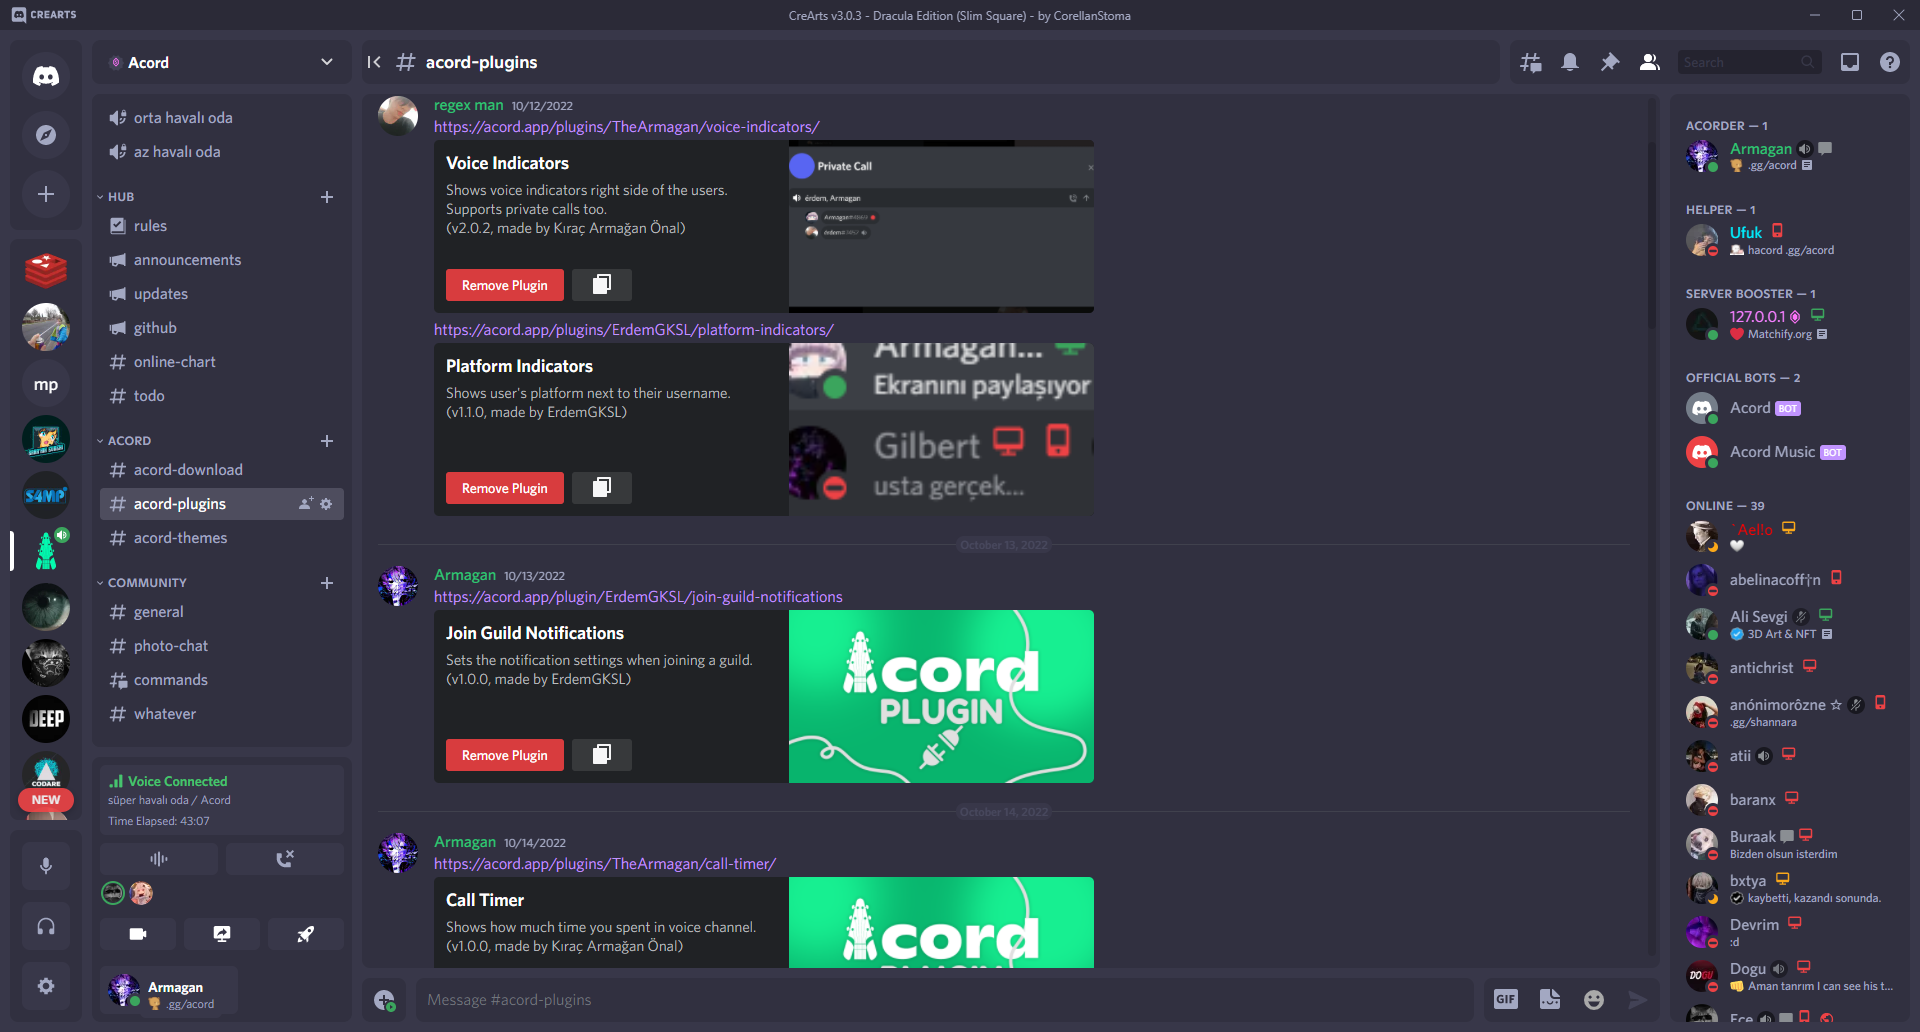 CREARTS
CreArts v3.0.3 - Dracula Edition (Slim Square) - by CorellanStoma
Acord
acord-plugins
Search
orta havalı oda
az havalı oda
HUB
rules
announcements
updates
github
online-chart
todo
ACORD
acord-download
acord-plugins
acord-themes
COMMUNITY
general
photo-chat
commands
whatever
mp
S4MP
DEEP
CODARE
NEW
Voice Connected
süper havalı oda / Acord
Time Elapsed: 43:07
Armagan
.gg/acord
regex man 10/12/2022
https://acord.app/plugins/TheArmagan/voice-indicators/
Voice Indicators
Shows voice indicators right side of the users.
Supports private calls too.
(v2.0.2, made by Kıraç Armağan Önal)
Remove Plugin
Private Call
érdem, Armagan
https://acord.app/plugins/ErdemGKSL/platform-indicators/
Platform Indicators
Shows user's platform next to their username.
(v1.1.0, made by ErdemGKSL)
Remove Plugin
Armagan...
Ekranını paylaşıyor
Gilbert
usta gerçek...
October 13, 2022
Armagan 10/13/2022
https://acord.app/plugin/ErdemGKSL/join-guild-notifications
Join Guild Notifications
Sets the notification settings when joining a guild.
(v1.0.0, made by ErdemGKSL)
Remove Plugin
Acord
PLUGIN
October 14, 2022
Armagan 10/14/2022
https://acord.app/plugins/TheArmagan/call-timer/
Call Timer
Shows how much time you spent in voice channel.
(v1.0.0, made by Kıraç Armağan Önal)
Acord
PLUGIN
Message #acord-plugins
GIF
ACORDER — 1
Armagan
.gg/acord
HELPER — 1
Ufuk
hacord .gg/acord
SERVER BOOSTER — 1
127.0.0.1
Matchify.org
OFFICIAL BOTS — 2
Acord BOT
Acord Music BOT
ONLINE — 39
`Ael!o
abelinacoff†n
Ali Sevgi
3D Art & NFT
antichrist
anónimorôzne ☆
.gg/shannara
atii
baranx
Buraak
Bizden olsun isterdim
bxtya
kaybetti, kazandı sonunda.
Devrim
:d
DOGU
Dogu
Aman tanrım I can see his t...
Ece